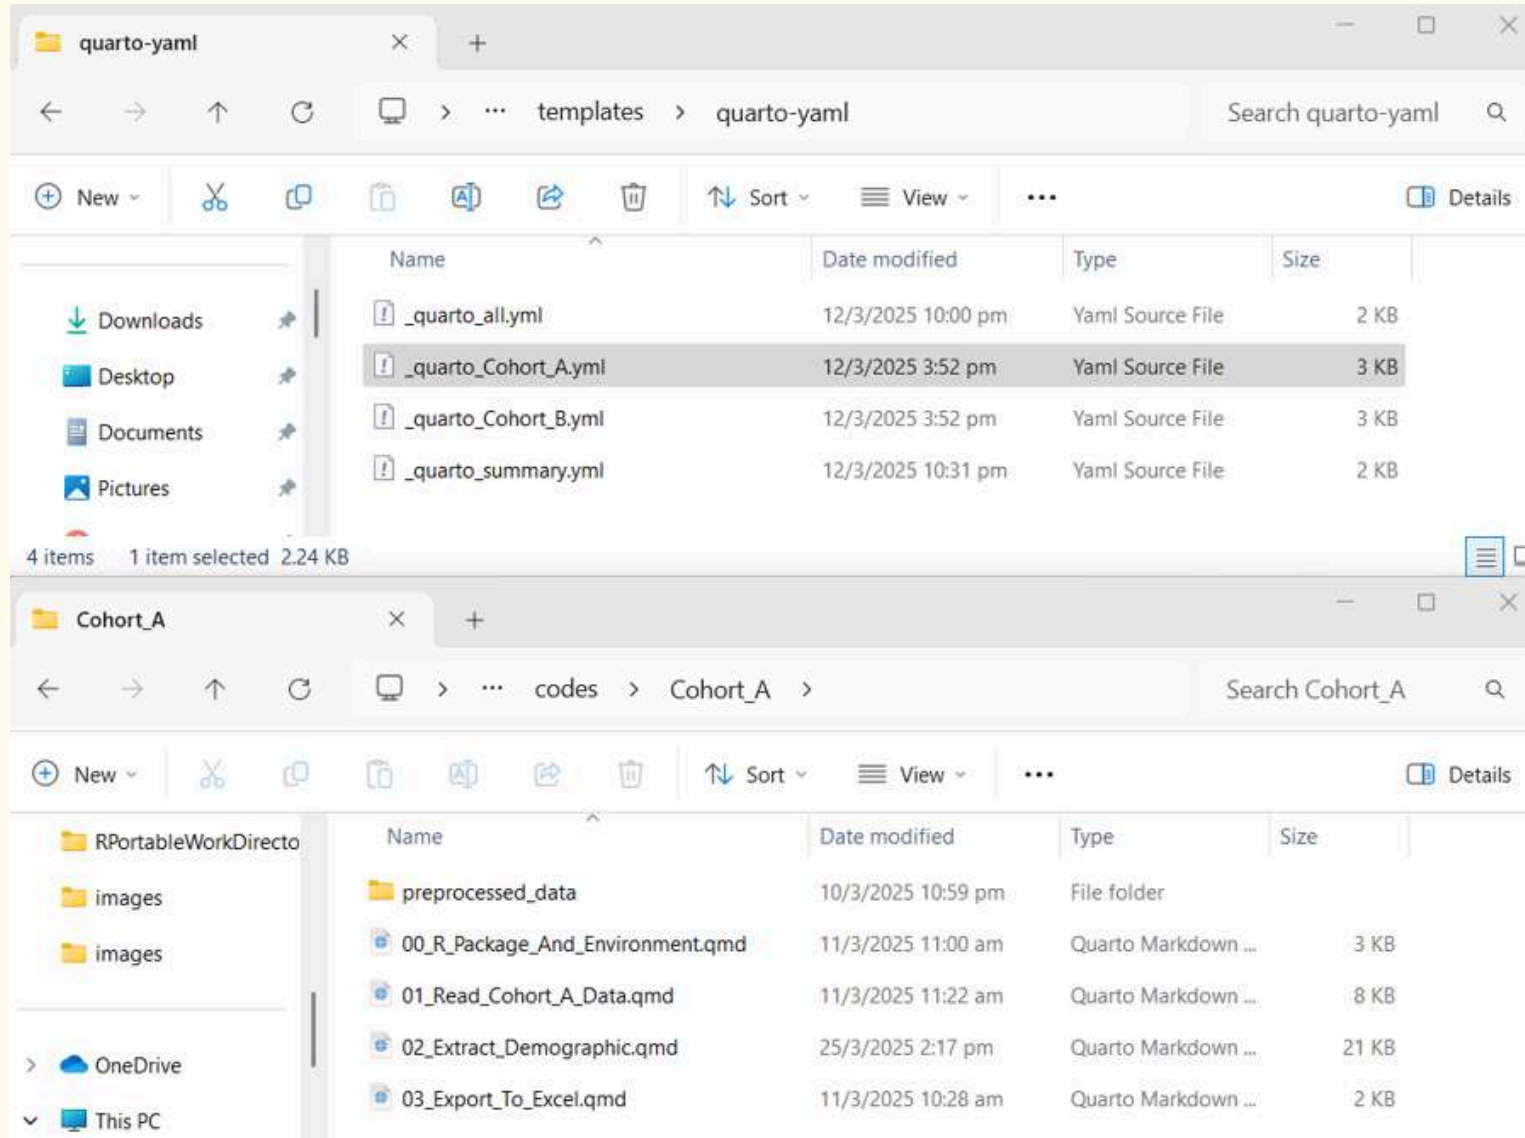 quarto-yaml
templates > quarto-yaml
Search quarto-yaml
New
Sort
View
Details
Name Date modified Type Size
Downloads
Desktop
Documents
Pictures
_quarto_all.yml 12/3/2025 10:00 pm Yaml Source File 2 KB
_quarto_Cohort_A.yml 12/3/2025 3:52 pm Yaml Source File 3 KB
_quarto_Cohort_B.yml 12/3/2025 3:52 pm Yaml Source File 3 KB
_quarto_summary.yml 12/3/2025 10:31 pm Yaml Source File 2 KB
4 items 1 item selected 2.24 KB
Cohort_A
codes > Cohort_A >
Search Cohort_A
New
Sort
View
Details
Name Date modified Type Size
RPortableWorkDirecto
images
images
OneDrive
This PC
preprocessed_data 10/3/2025 10:59 pm File folder
00_R_Package_And_Environment.qmd 11/3/2025 11:00 am Quarto Markdown ... 3 KB
01_Read_Cohort_A_Data.qmd 11/3/2025 11:22 am Quarto Markdown ... 8 KB
02_Extract_Demographic.qmd 25/3/2025 2:17 pm Quarto Markdown ... 21 KB
03_Export_To_Excel.qmd 11/3/2025 10:28 am Quarto Markdown ... 2 KB